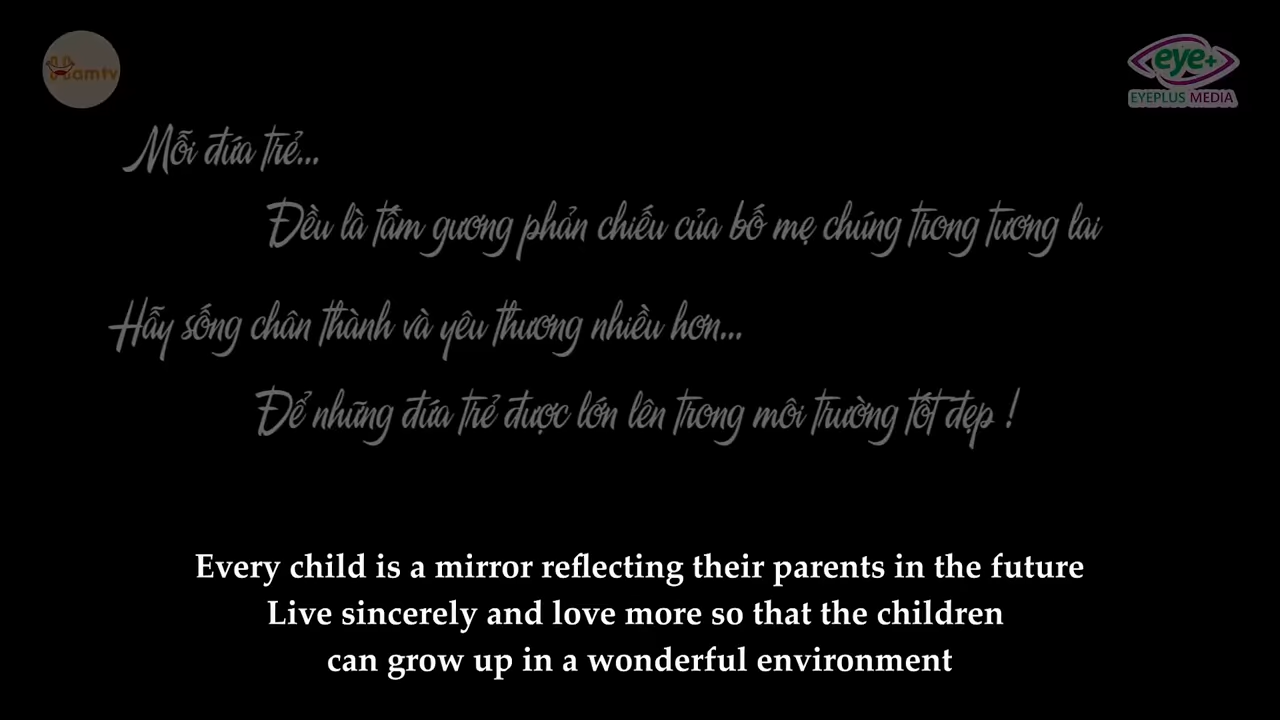 Hamtv
eye+
EYEPLUS MEDIA
Mỗi đứa trẻ...
Đều là tấm gương phản chiếu của bố mẹ chúng trong tương lai
Hãy sống chân thành và yêu thương nhiều hơn...
Để những đứa trẻ được lớn lên trong môi trường tốt đẹp !
Every child is a mirror reflecting their parents in the future
Live sincerely and love more so that the children
can grow up in a wonderful environment